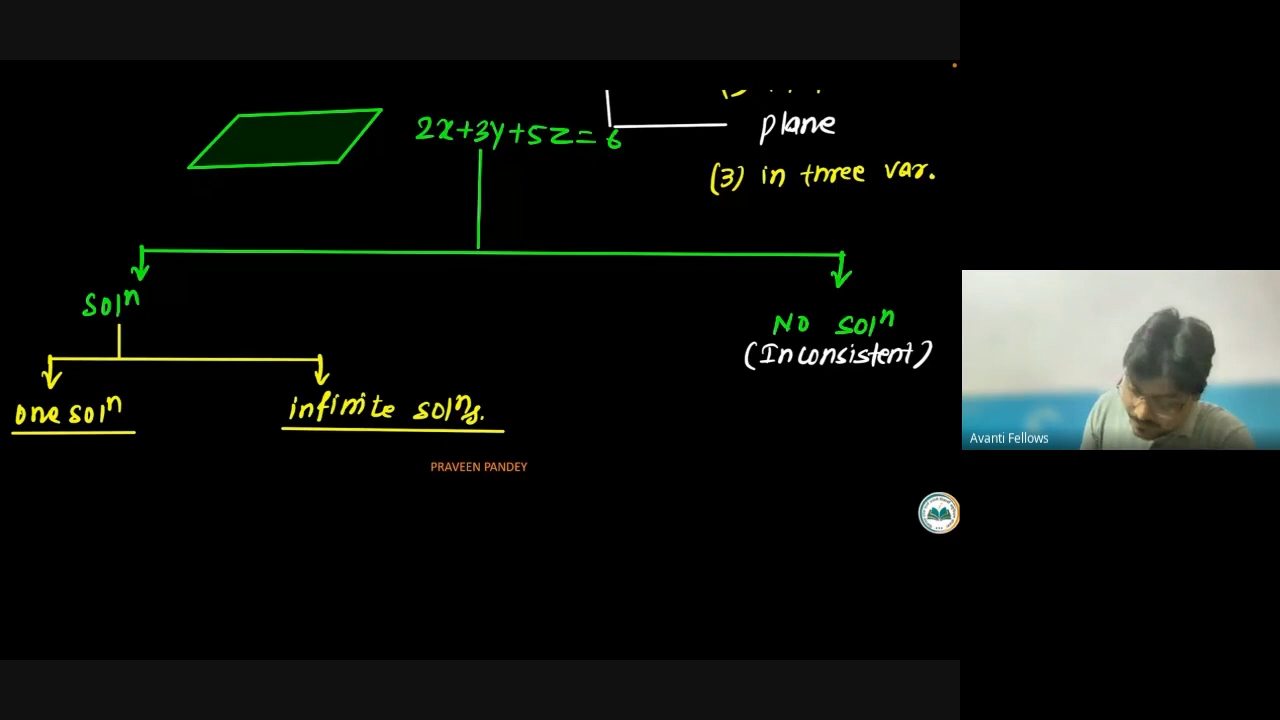 2x+3y+5z=6
plane
(3) in three var.
solⁿ
No solⁿ
(Inconsistent)
one solⁿ
infinite solⁿs.
PRAVEEN PANDEY
Avanti Fellows